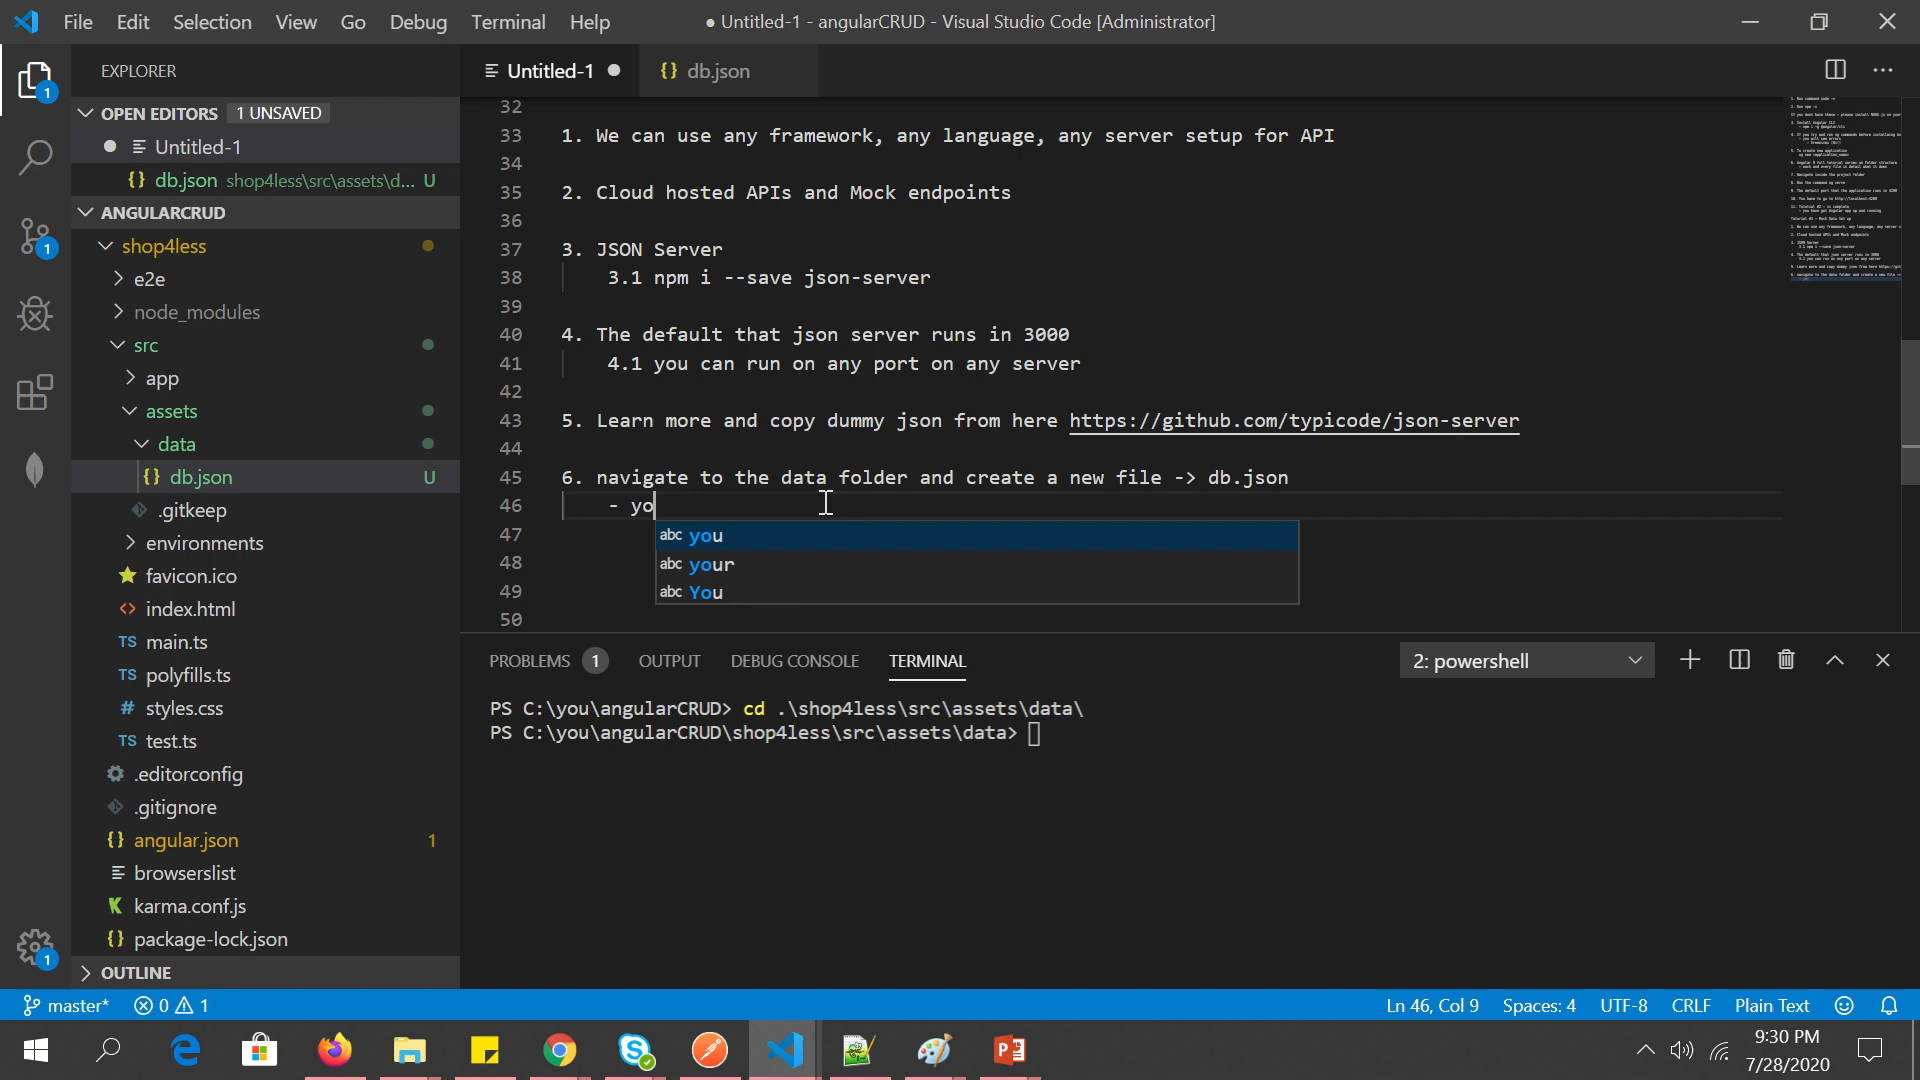 File Edit Selection View Go Debug Terminal Help
● Untitled-1 - angularCRUD - Visual Studio Code [Administrator]
EXPLORER
OPEN EDITORS 1 UNSAVED
Untitled-1
{} db.json shop4less\src\assets\d... U
ANGULARCRUD
shop4less
e2e
node_modules
src
app
assets
data
{} db.json U
.gitkeep
environments
favicon.ico
<> index.html
TS main.ts
TS polyfills.ts
# styles.css
TS test.ts
.editorconfig
.gitignore
{} angular.json 1
browserslist
karma.conf.js
{} package-lock.json
OUTLINE
1
1
1
Untitled-1 {} db.json
32
33 1. We can use any framework, any language, any server setup for API
34
35 2. Cloud hosted APIs and Mock endpoints
36
37 3. JSON Server
38 3.1 npm i --save json-server
39
40 4. The default that json server runs in 3000
41 4.1 you can run on any port on any server
42
43 5. Learn more and copy dummy json from here https://github.com/typicode/json-server
44
45 6. navigate to the data folder and create a new file -> db.json
46 - yo
47
48
49
50
abc you
abc your
abc You
PROBLEMS 1 OUTPUT DEBUG CONSOLE TERMINAL 2: powershell
PS C:\you\angularCRUD> cd .\shop4less\src\assets\data\
PS C:\you\angularCRUD\shop4less\src\assets\data>
master* 0 1 Ln 46, Col 9 Spaces: 4 UTF-8 CRLF Plain Text
9:30 PM
7/28/2020